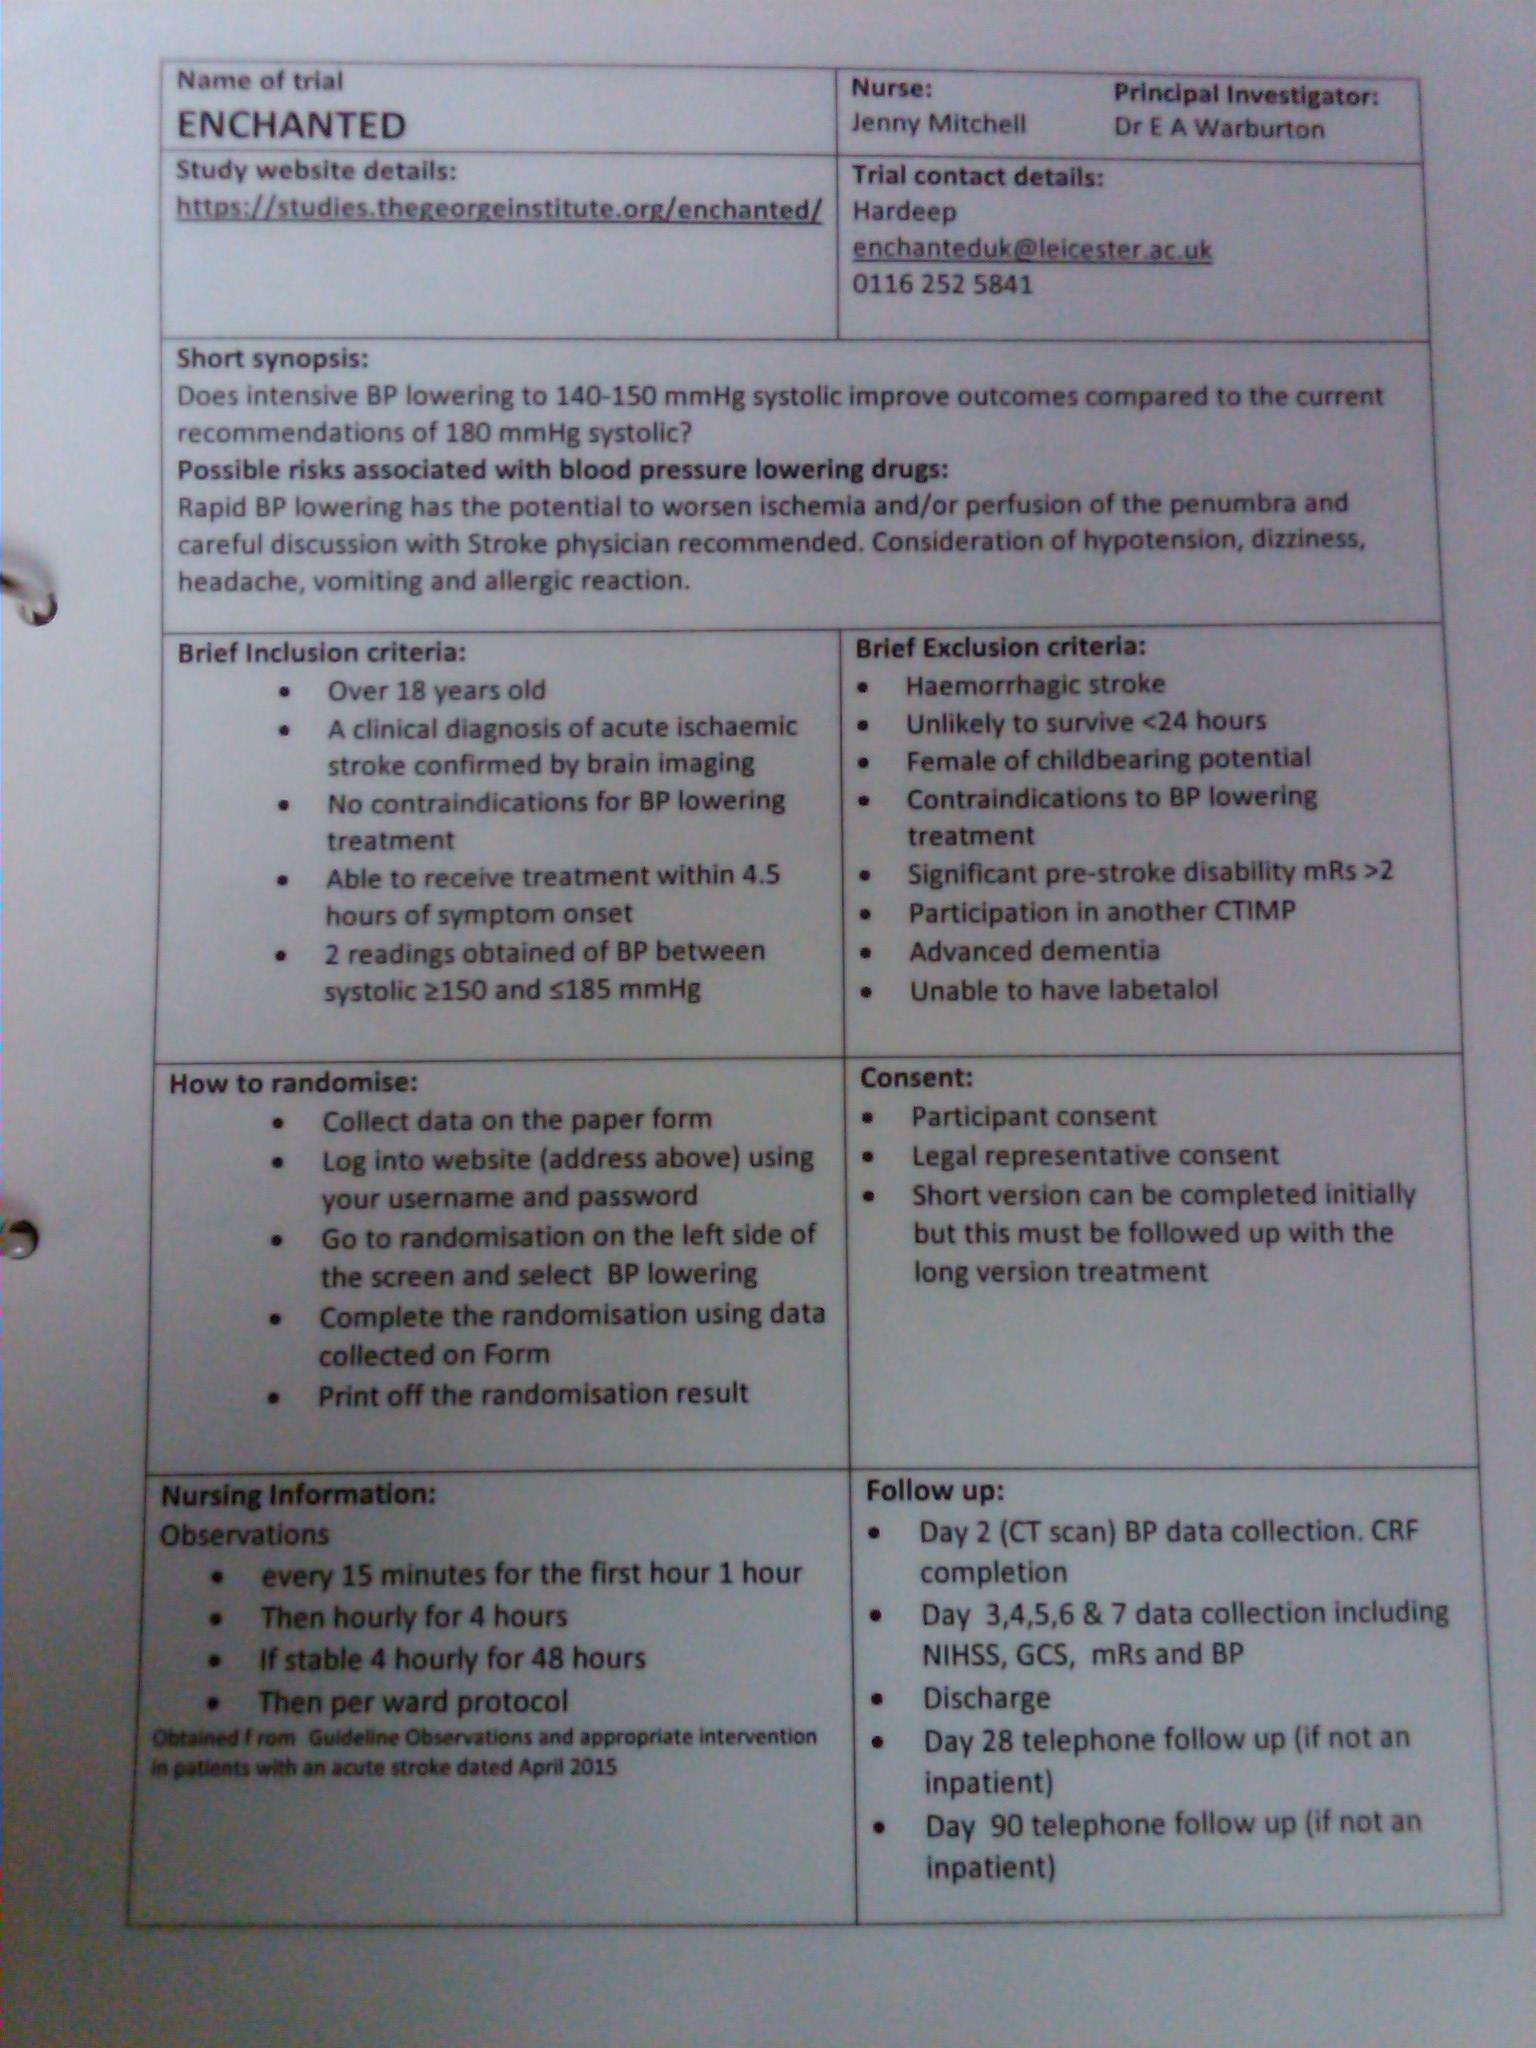 Name of trial
ENCHANTED
Nurse:
Jenny Mitchell
Principal Investigator:
Dr E A Warburton
Study website details:
https://studies.thegeorgeinstitute.org/enchanted/
Trial contact details:
Hardeep
enchanteduk@leicester.ac.uk
0116 252 5841
Short synopsis:
Does intensive BP lowering to 140-150 mmHg systolic improve outcomes compared to the current
recommendations of 180 mmHg systolic?
Possible risks associated with blood pressure lowering drugs:
Rapid BP lowering has the potential to worsen ischemia and/or perfusion of the penumbra and
careful discussion with Stroke physician recommended. Consideration of hypotension, dizziness,
headache, vomiting and allergic reaction.
Brief Inclusion criteria:
• Over 18 years old
• A clinical diagnosis of acute ischaemic
stroke confirmed by brain imaging
• No contraindications for BP lowering
treatment
• Able to receive treatment within 4.5
hours of symptom onset
• 2 readings obtained of BP between
systolic ≥150 and ≤185 mmHg
Brief Exclusion criteria:
• Haemorrhagic stroke
• Unlikely to survive <24 hours
• Female of childbearing potential
• Contraindications to BP lowering
treatment
• Significant pre-stroke disability mRs >2
• Participation in another CTIMP
• Advanced dementia
• Unable to have labetalol
How to randomise:
• Collect data on the paper form
• Log into website (address above) using
your username and password
• Go to randomisation on the left side of
the screen and select BP lowering
• Complete the randomisation using data
collected on Form
• Print off the randomisation result
Consent:
• Participant consent
• Legal representative consent
• Short version can be completed initially
but this must be followed up with the
long version treatment
Nursing Information:
Observations
• every 15 minutes for the first hour 1 hour
• Then hourly for 4 hours
• If stable 4 hourly for 48 hours
• Then per ward protocol
Obtained f rom Guideline Observations and appropriate intervention
in patients with an acute stroke dated April 2015
Follow up:
• Day 2 (CT scan) BP data collection. CRF
completion
• Day 3,4,5,6 & 7 data collection including
NIHSS, GCS, mRs and BP
• Discharge
• Day 28 telephone follow up (if not an
inpatient)
• Day 90 telephone follow up (if not an
inpatient)